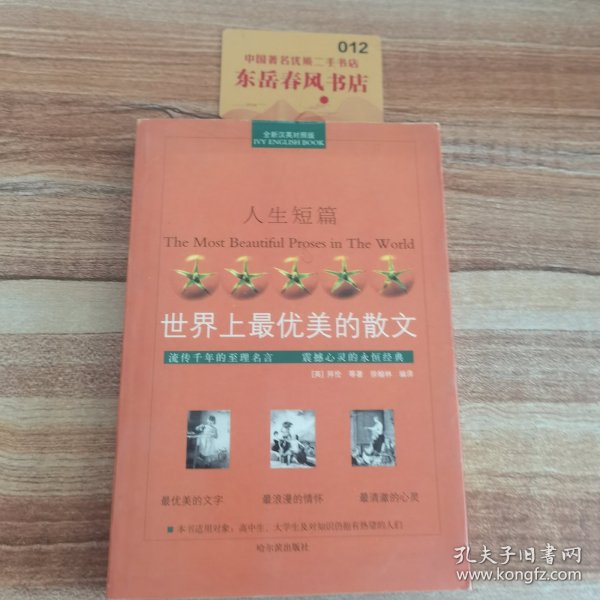 012
中国著名优质二手书店
东岳春风书店
全新汉英对照版
IVY ENGLISH BOOK
人生短篇
The Most Beautiful Proses in The World
世界上最优美的散文
流传千年的至理名言 震撼心灵的永恒经典
[英] 拜伦 等著 徐翰林 编译
最优美的文字 最浪漫的情怀 最清澈的心灵
■ 本书适用对象：高中生、大学生及对知识仍抱有热望的人们
哈尔滨出版社
孔夫子旧书网
www.kongfz.com